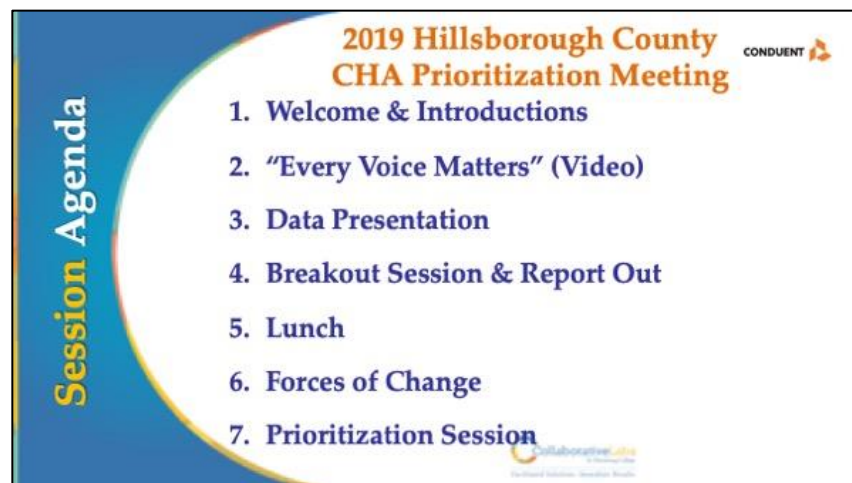 Session Agenda
2019 Hillsborough County
CHA Prioritization Meeting
CONDUENT
1. Welcome & Introductions
2. “Every Voice Matters” (Video)
3. Data Presentation
4. Breakout Session & Report Out
5. Lunch
6. Forces of Change
7. Prioritization Session
CollaborativeLabs